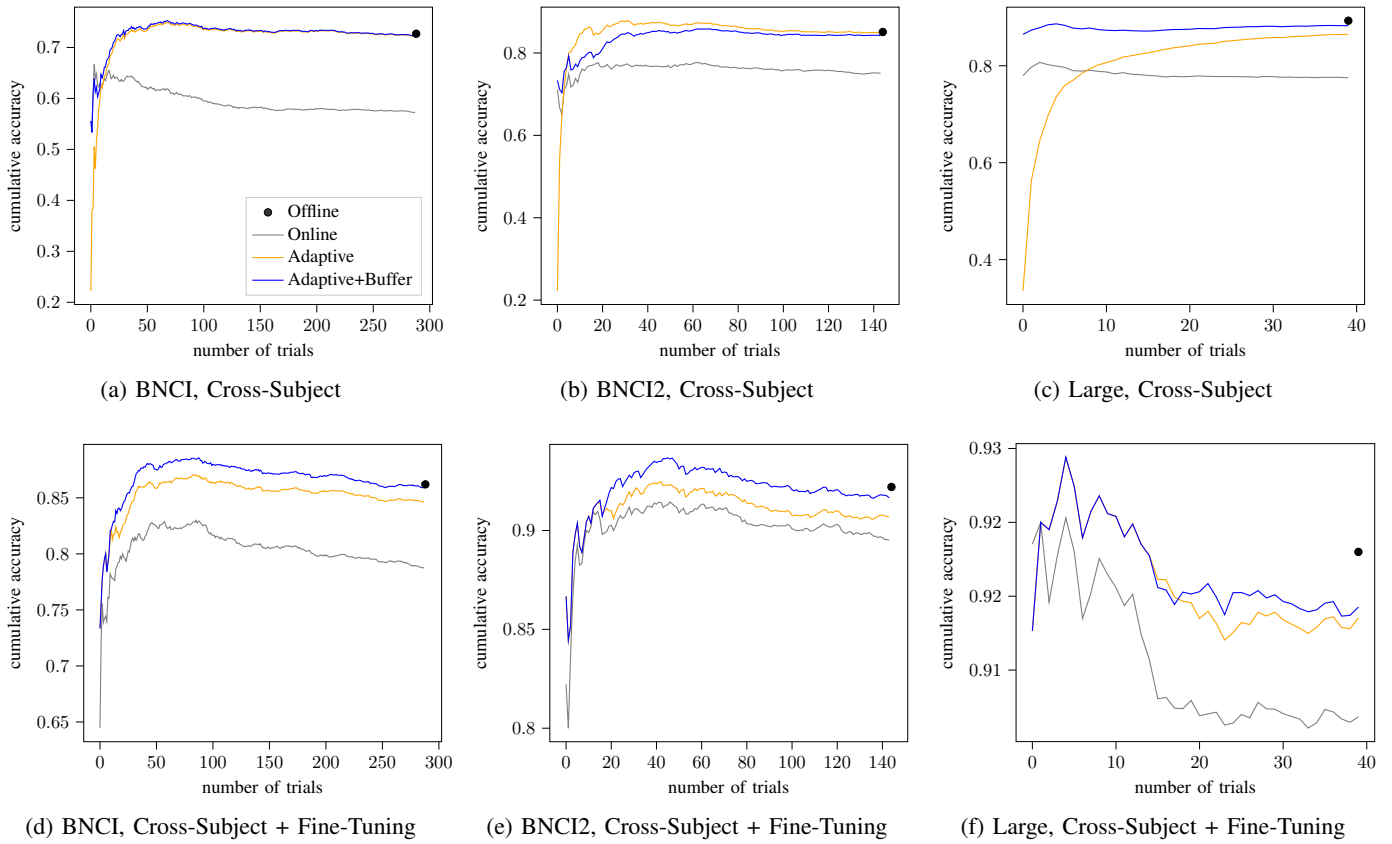 cumulative accuracy
0.7
0.6
0.5
0.4
0.3
0.2
Offline
Online
Adaptive
Adaptive+Buffer
0 50 100 150 200 250 300
number of trials
(a) BNCI, Cross-Subject
cumulative accuracy
0.8
0.6
0.4
0.2
0 20 40 60 80 100 120 140
number of trials
(b) BNCI2, Cross-Subject
cumulative accuracy
0.8
0.6
0.4
0 10 20 30 40
number of trials
(c) Large, Cross-Subject
cumulative accuracy
0.85
0.8
0.75
0.7
0.65
0 50 100 150 200 250 300
number of trials
(d) BNCI, Cross-Subject + Fine-Tuning
cumulative accuracy
0.9
0.85
0.8
0 20 40 60 80 100 120 140
number of trials
(e) BNCI2, Cross-Subject + Fine-Tuning
cumulative accuracy
0.93
0.92
0.92
0.91
0 10 20 30 40
number of trials
(f) Large, Cross-Subject + Fine-Tuning